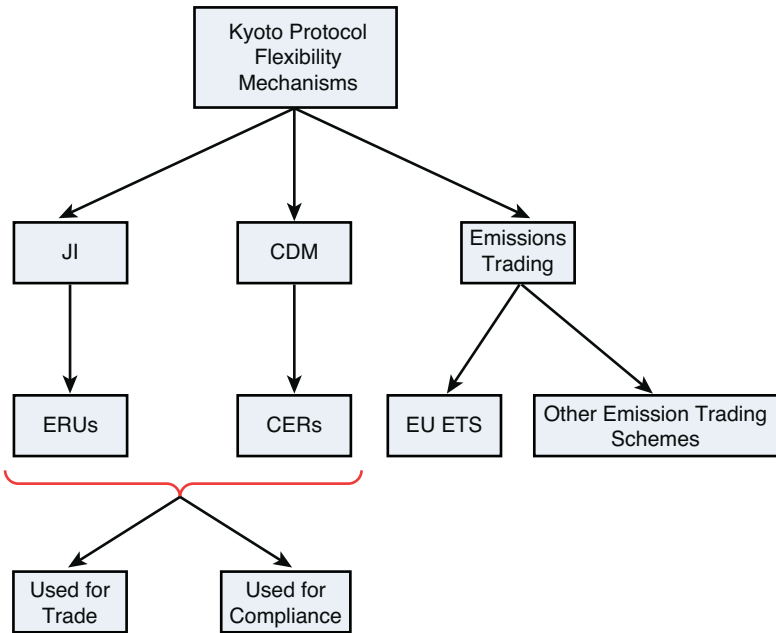 Kyoto Protocol
Flexibility
Mechanisms
JI
CDM
Emissions
Trading
ERUs
CERs
EU ETS
Other Emission Trading
Schemes
Used for
Trade
Used for
Compliance